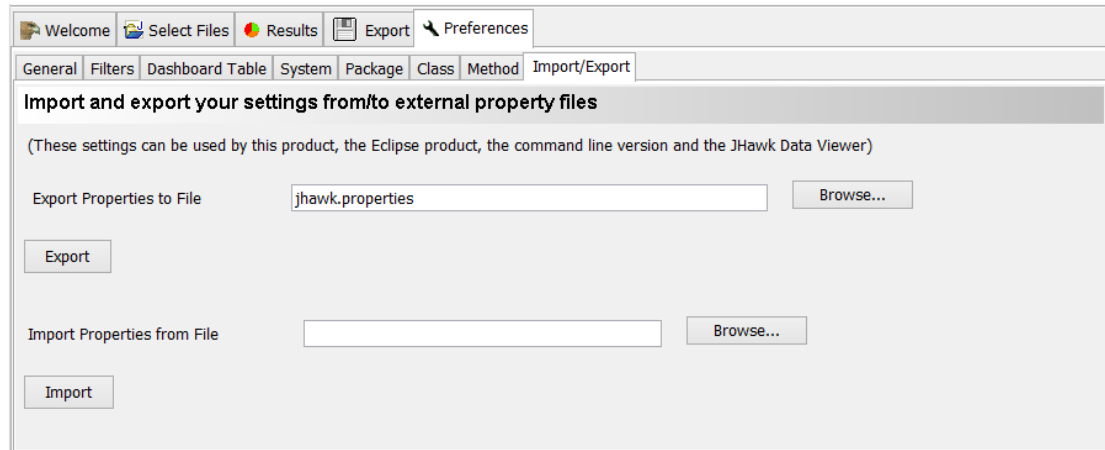 Welcome Select Files Results Export Preferences
General Filters Dashboard Table System Package Class Method Import/Export
Import and export your settings from/to external property files
(These settings can be used by this product, the Eclipse product, the command line version and the JHawk Data Viewer)
Export Properties to File jhawk.properties Browse...
Export
Import Properties from File Browse...
Import